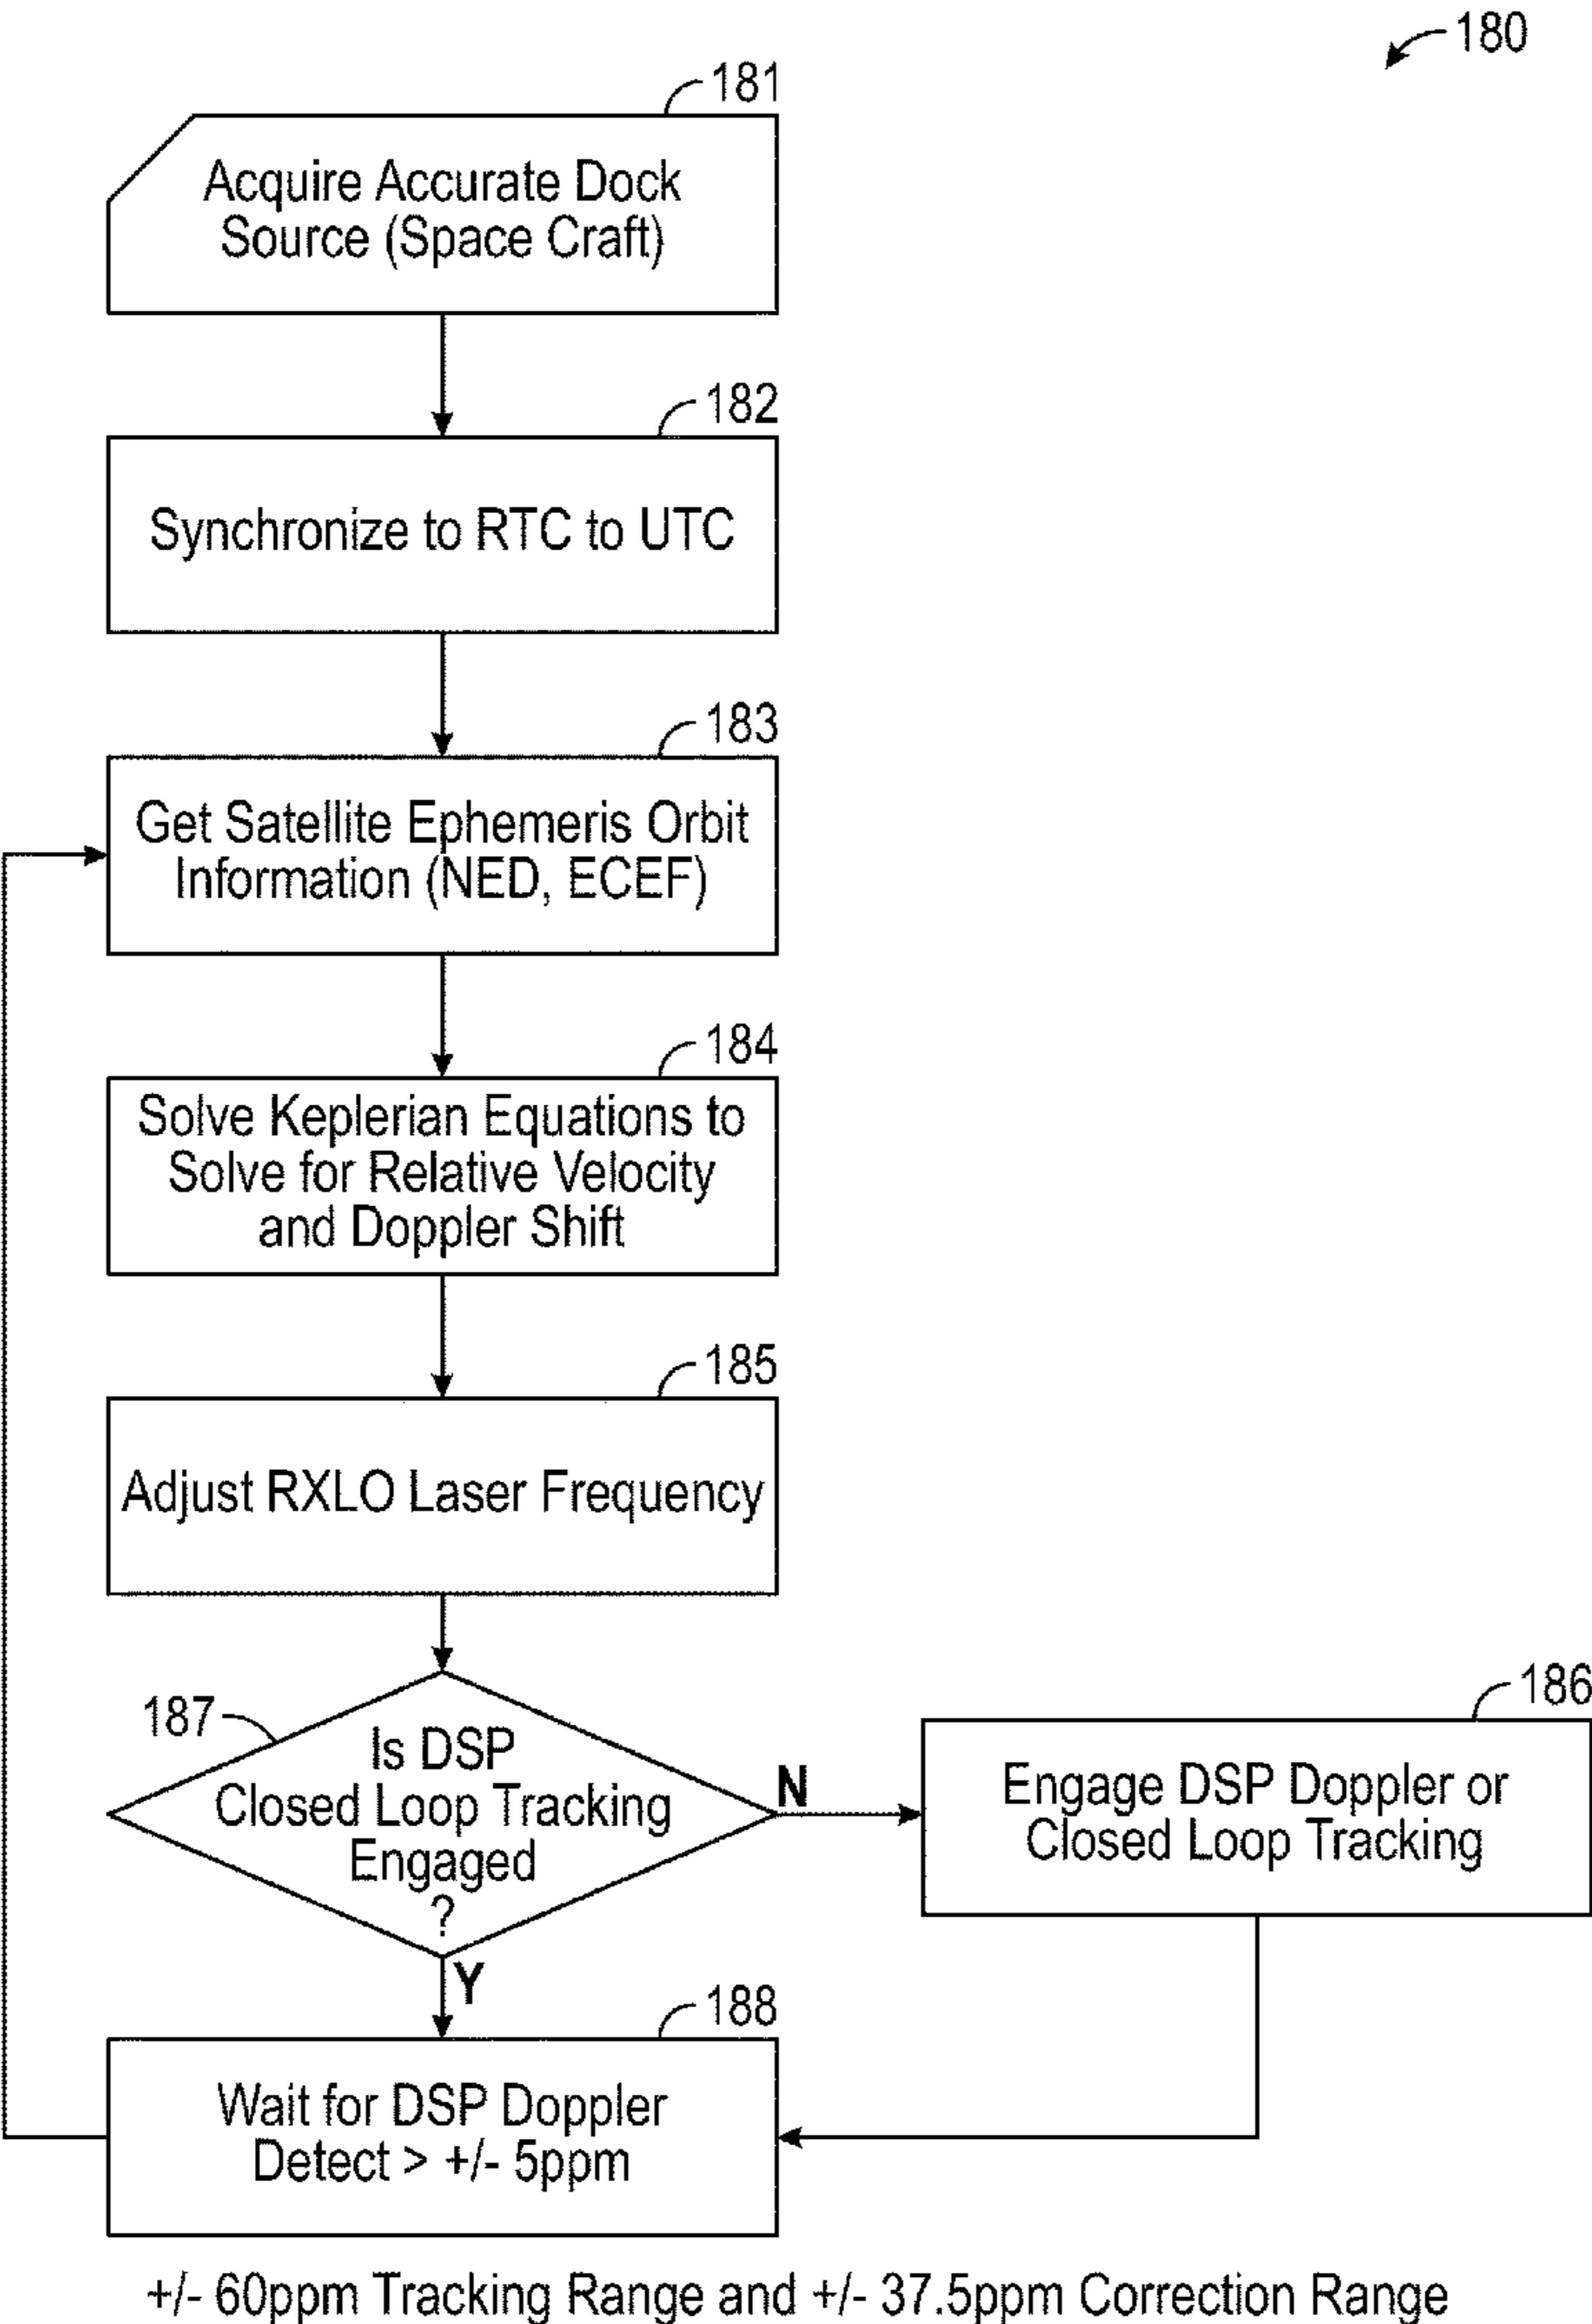 180
181
Acquire Accurate Dock
Source (Space Craft)
182
Synchronize to RTC to UTC
183
Get Satellite Ephemeris Orbit
Information (NED, ECEF)
184
Solve Keplerian Equations to
Solve for Relative Velocity
and Doppler Shift
185
Adjust RXLO Laser Frequency
187
Is DSP
Closed Loop Tracking
Engaged
?
N
186
Engage DSP Doppler or
Closed Loop Tracking
Y
188
Wait for DSP Doppler
Detect > +/- 5ppm
+/- 60ppm Tracking Range and +/- 37.5ppm Correction Range